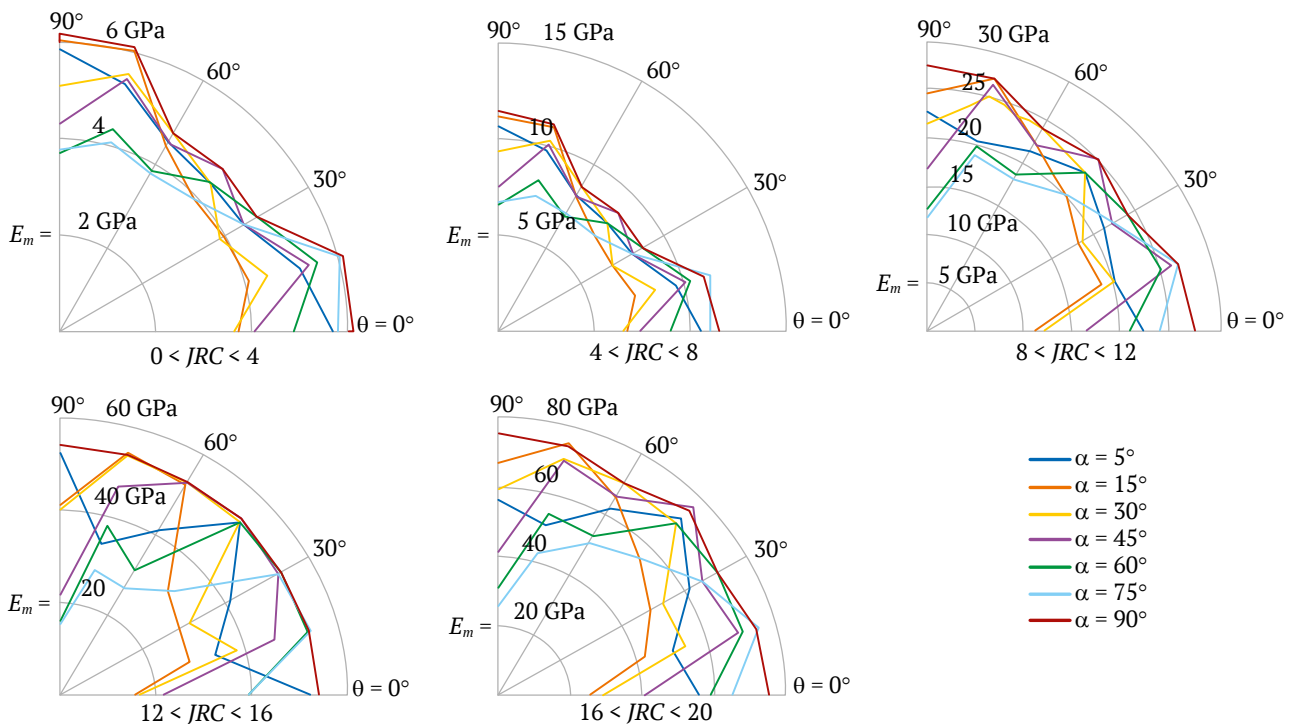 90°
6 GPa
60°
4
30°
2 GPa
E_m =
θ = 0°
0 < JRC < 4
90°
15 GPa
60°
10
30°
5 GPa
E_m =
θ = 0°
4 < JRC < 8
90°
30 GPa
60°
25
20
15
30°
10 GPa
E_m =
5 GPa
θ = 0°
8 < JRC < 12
90°
60 GPa
60°
40 GPa
30°
20
E_m =
θ = 0°
12 < JRC < 16
90°
80 GPa
60°
60
40
30°
20 GPa
E_m =
θ = 0°
16 < JRC < 20
α = 5°
α = 15°
α = 30°
α = 45°
α = 60°
α = 75°
α = 90°